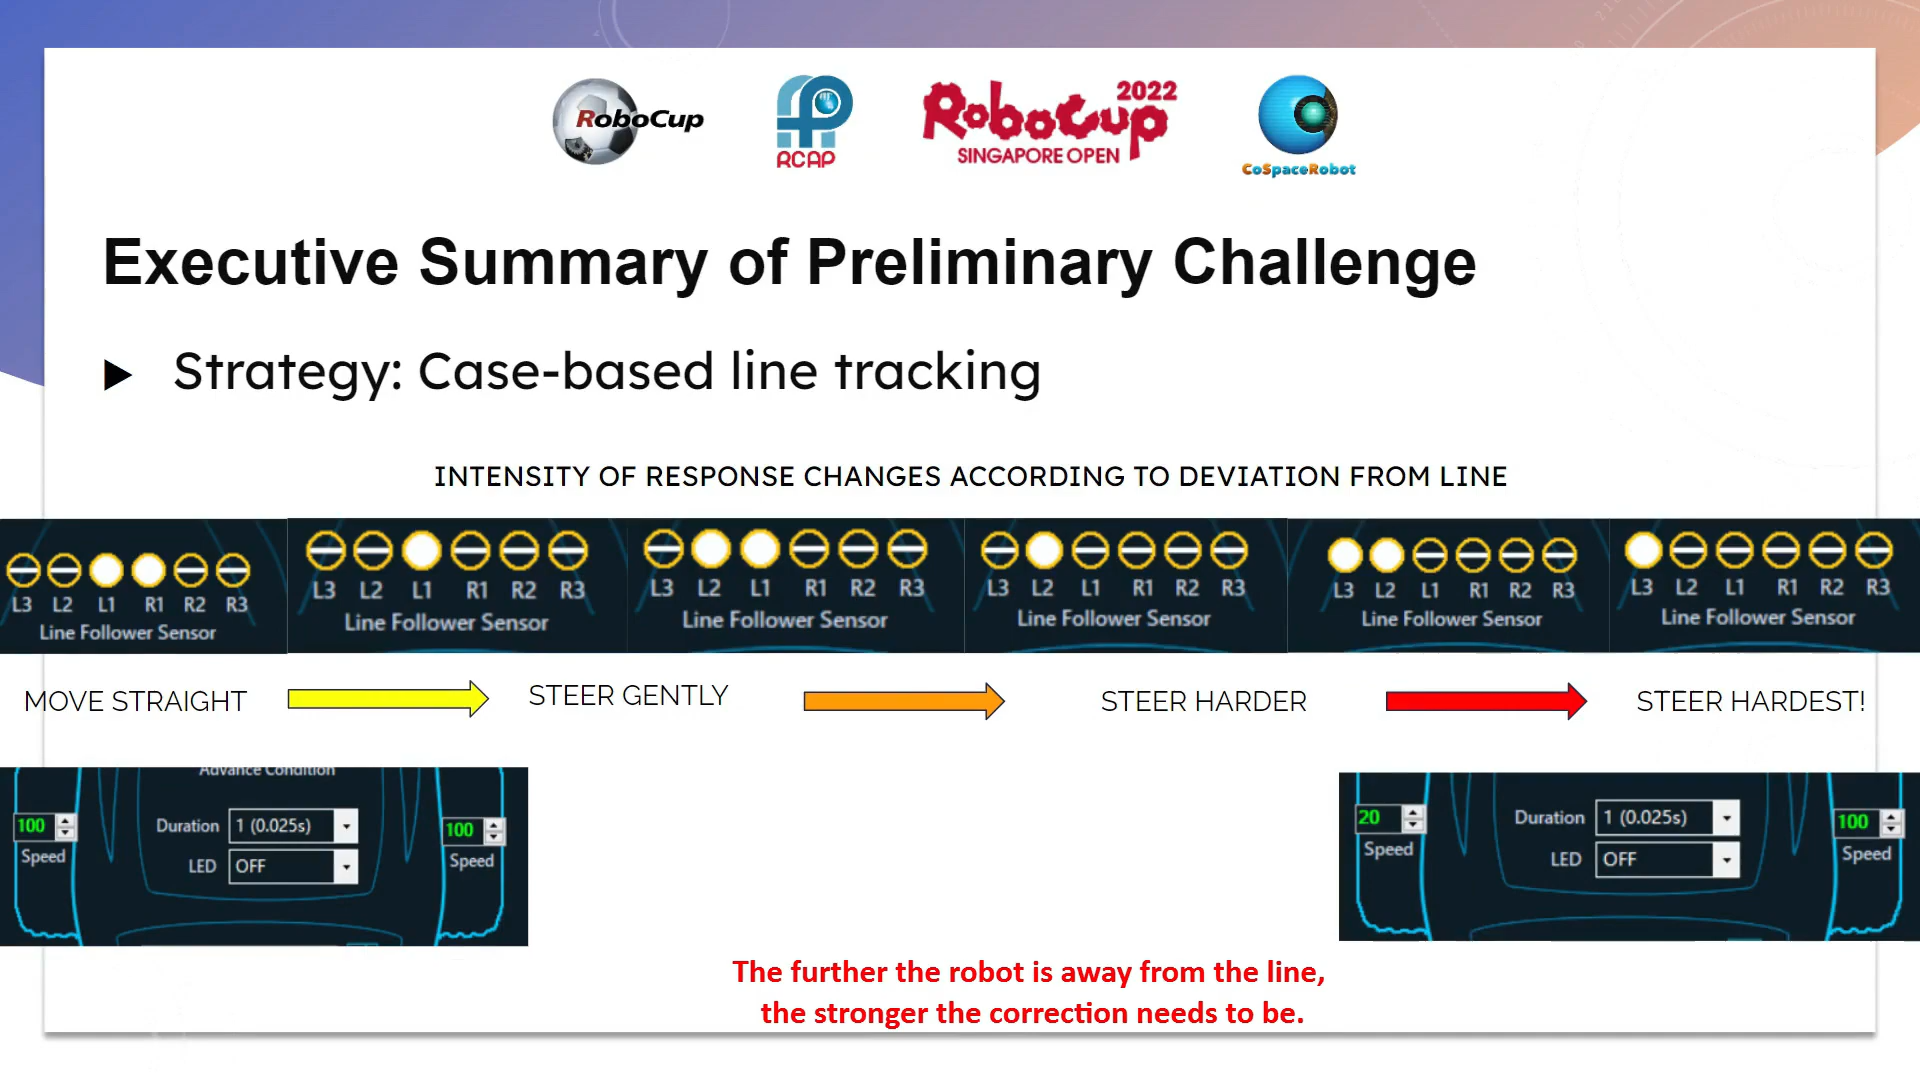 RoboCup
RCAP
RoboCup 2022
SINGAPORE OPEN
CoSpaceRobot
Executive Summary of Preliminary Challenge
Strategy: Case-based line tracking
INTENSITY OF RESPONSE CHANGES ACCORDING TO DEVIATION FROM LINE
L3 L2 L1 R1 R2 R3
Line Follower Sensor
L3 L2 L1 R1 R2 R3
Line Follower Sensor
L3 L2 L1 R1 R2 R3
Line Follower Sensor
L3 L2 L1 R1 R2 R3
Line Follower Sensor
L3 L2 L1 R1 R2 R3
Line Follower Sensor
L3 L2 L1 R1 R2 R3
Line Follower Sensor
MOVE STRAIGHT
STEER GENTLY
STEER HARDER
STEER HARDEST!
Advance Condition
100 Duration 1 (0.025s) 100
Speed LED OFF Speed
20 Duration 1 (0.025s) 100
Speed LED OFF Speed
The further the robot is away from the line,
the stronger the correction needs to be.